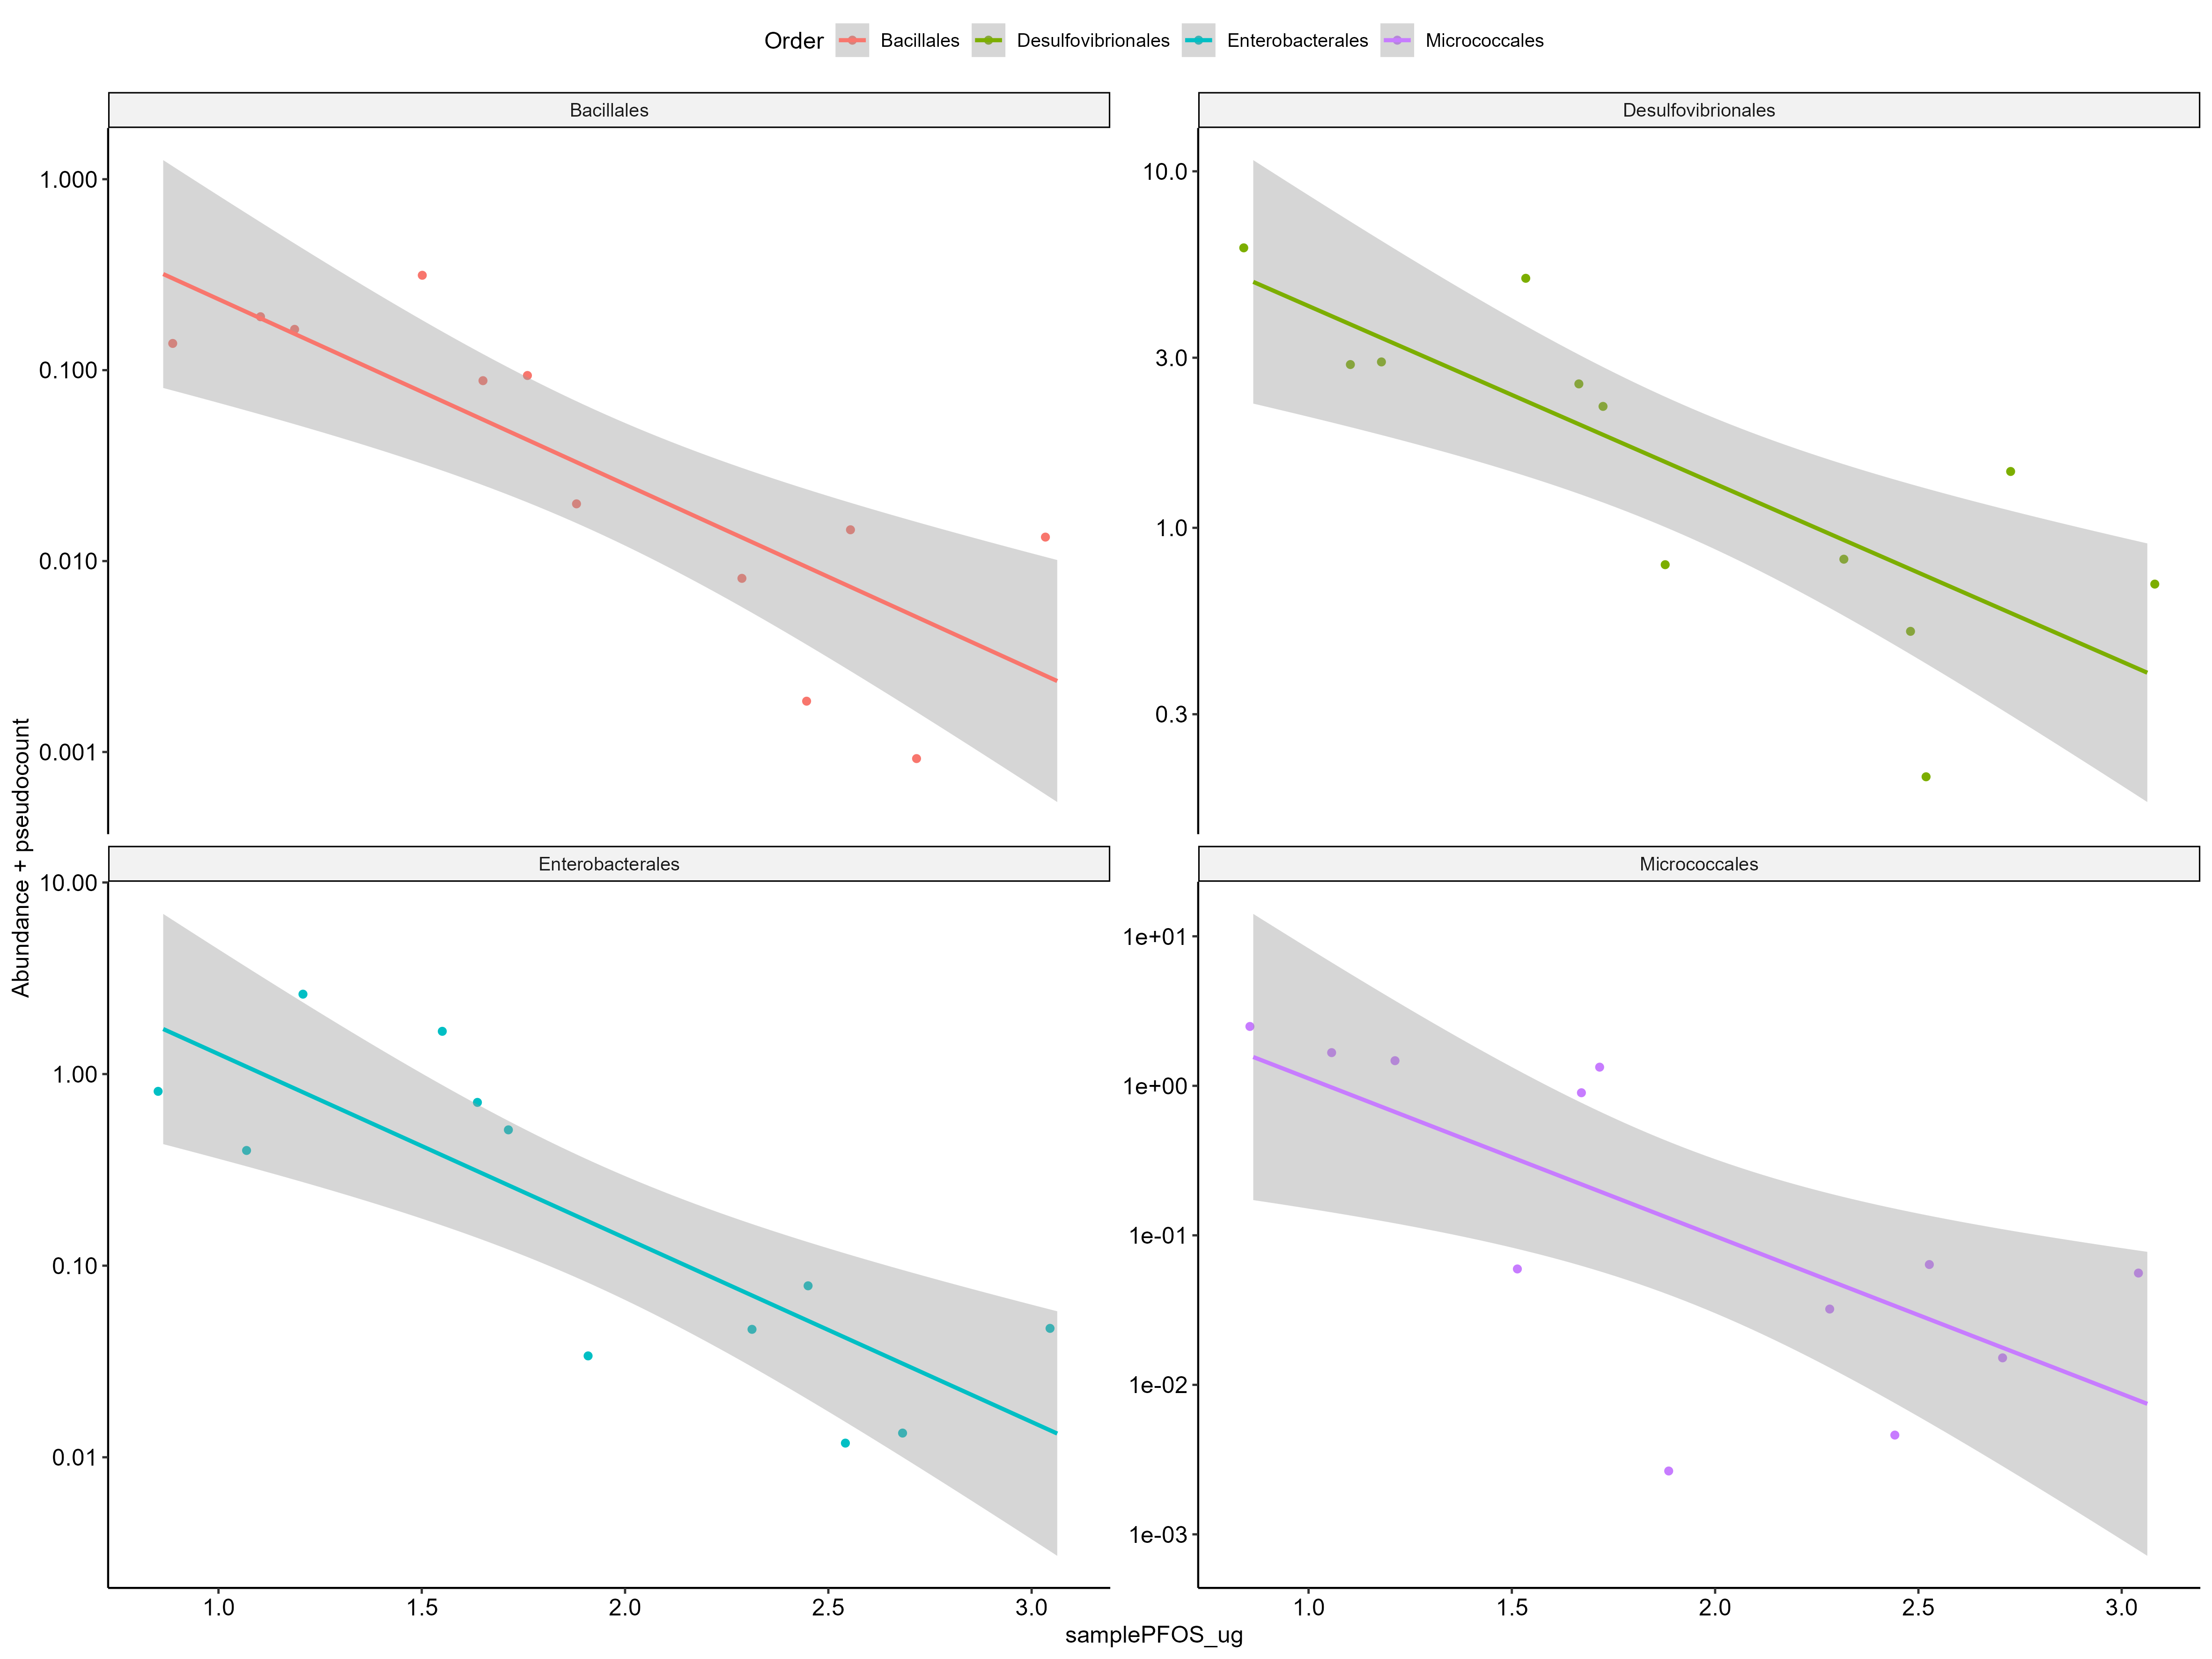 Order Bacillales Desulfovibrionales Enterobacterales Micrococcales
Bacillales
1.000
0.100
0.010
0.001
Desulfovibrionales
10.0
3.0
1.0
0.3
Abundance + pseudocount
Enterobacterales
10.00
1.00
0.10
0.01
1.0 1.5 2.0 2.5 3.0
Micrococcales
1e+01
1e+00
1e-01
1e-02
1e-03
1.0 1.5 2.0 2.5 3.0
samplePFOS_ug